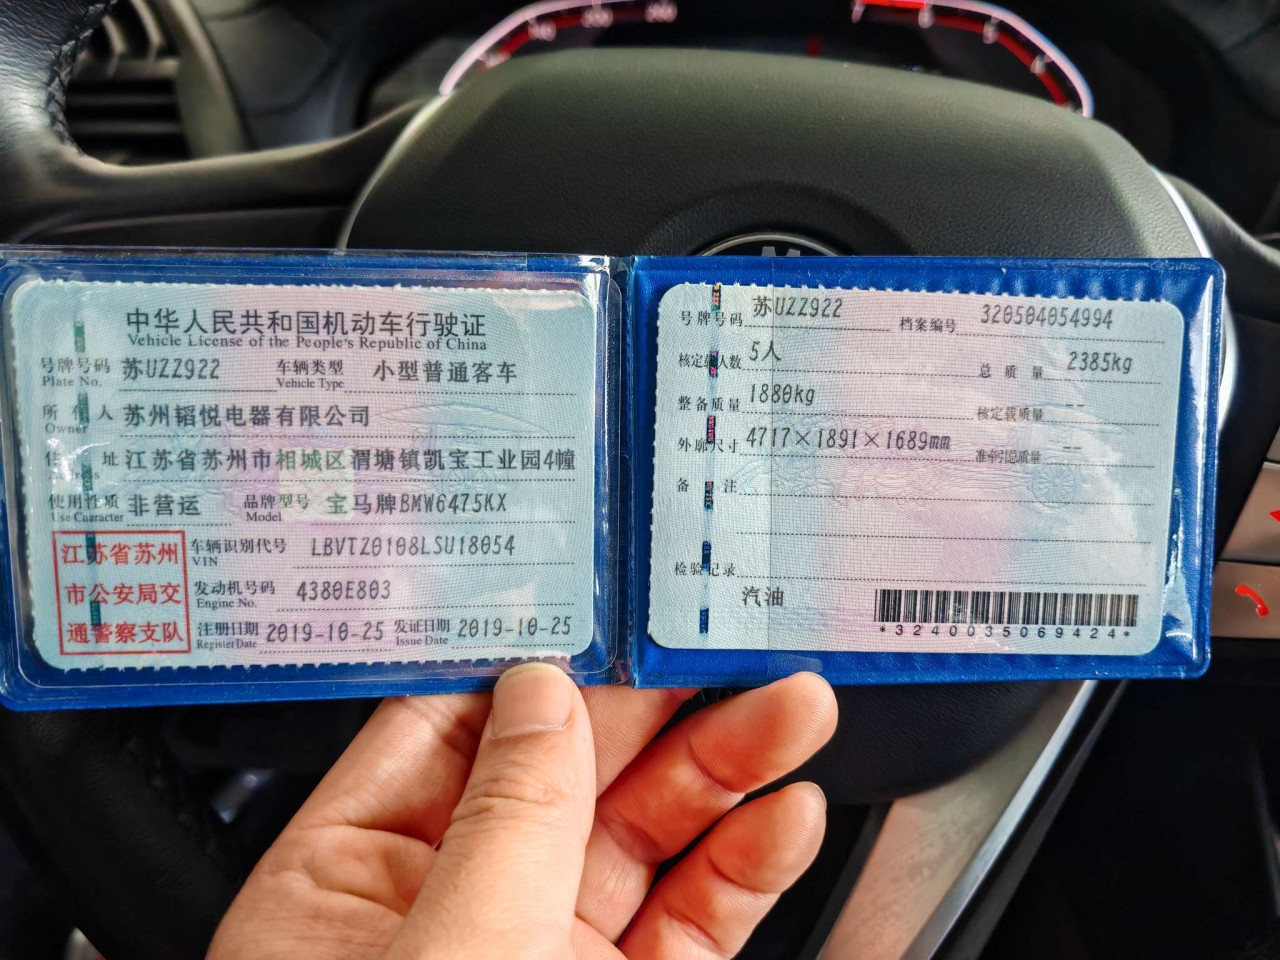 中华人民共和国机动车行驶证
Vehicle License of the People's Republic of China
号牌号码 苏UZZ922 车辆类型 小型普通客车
Plate No. Vehicle Type
所有人 苏州韬悦电器有限公司
Owner
住址 江苏省苏州市相城区渭塘镇凯宝工业园4幢
Address
使用性质 非营运 品牌型号 宝马牌BMW6475KX
Use Character Model
江苏省苏州
市公安局交
通警察支队
车辆识别代号 LBVTZ0108LSU18054
VIN
发动机号码 4380E803
Engine No.
注册日期 2019-10-25 发证日期 2019-10-25
Register Date Issue Date
号牌号码 苏UZZ922 档案编号 320504054994
核定载人数 5人 总质量 2385kg
整备质量 1880kg 核定载质量 --
外廓尺寸 4717×1891×1689mm 准牵引总质量 --
备注
检验记录
汽油
*3240035069424*